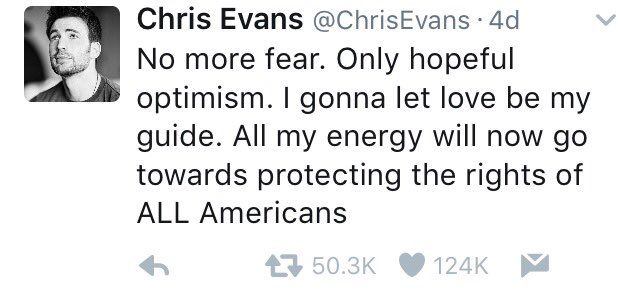 Chris Evans @ChrisEvans · 4d
No more fear. Only hopeful
optimism. I gonna let love be my
guide. All my energy will now go
towards protecting the rights of
ALL Americans
50.3K 124K